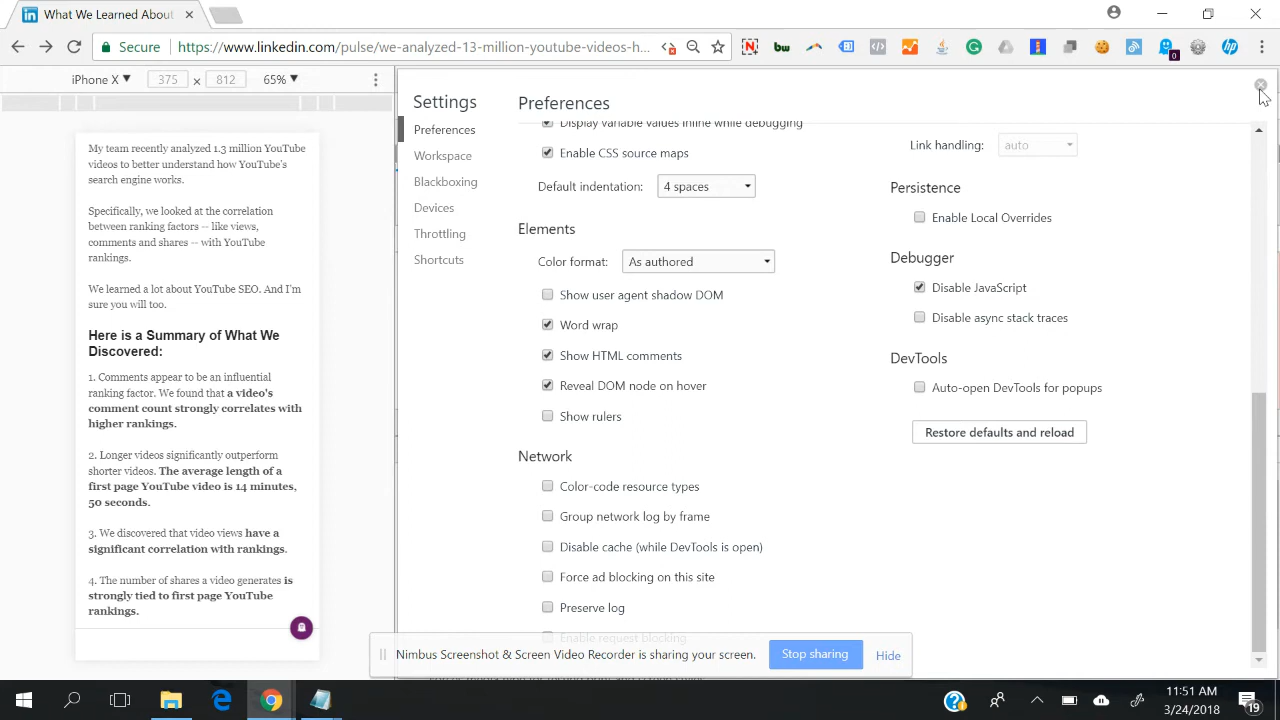 What We Learned About
Secure
https://www.linkedin.com/pulse/we-analyzed-13-million-youtube-videos-h...
N
bw
G
hp
0
iPhone X
375
x
812
65%
My team recently analyzed 1.3 million YouTube
videos to better understand how YouTube's
search engine works.
Specifically, we looked at the correlation
between ranking factors -- like views,
comments and shares -- with YouTube
rankings.
We learned a lot about YouTube SEO. And I'm
sure you will too.
Here is a Summary of What We
Discovered:
1. Comments appear to be an influential
ranking factor. We found that a video's
comment count strongly correlates with
higher rankings.
2. Longer videos significantly outperform
shorter videos. The average length of a
first page YouTube video is 14 minutes,
50 seconds.
3. We discovered that video views have a
significant correlation with rankings.
4. The number of shares a video generates is
strongly tied to first page YouTube
rankings.
Settings
Preferences
Workspace
Blackboxing
Devices
Throttling
Shortcuts
Preferences
Display variable values inline while debugging
Enable CSS source maps
Default indentation:
4 spaces
Elements
Color format:
As authored
Show user agent shadow DOM
Word wrap
Show HTML comments
Reveal DOM node on hover
Show rulers
Network
Color-code resource types
Group network log by frame
Disable cache (while DevTools is open)
Force ad blocking on this site
Preserve log
Enable request blocking
Link handling:
auto
Persistence
Enable Local Overrides
Debugger
Disable JavaScript
Disable async stack traces
DevTools
Auto-open DevTools for popups
Restore defaults and reload
Nimbus Screenshot & Screen Video Recorder is sharing your screen.
Stop sharing
Hide
11:51 AM
3/24/2018
19